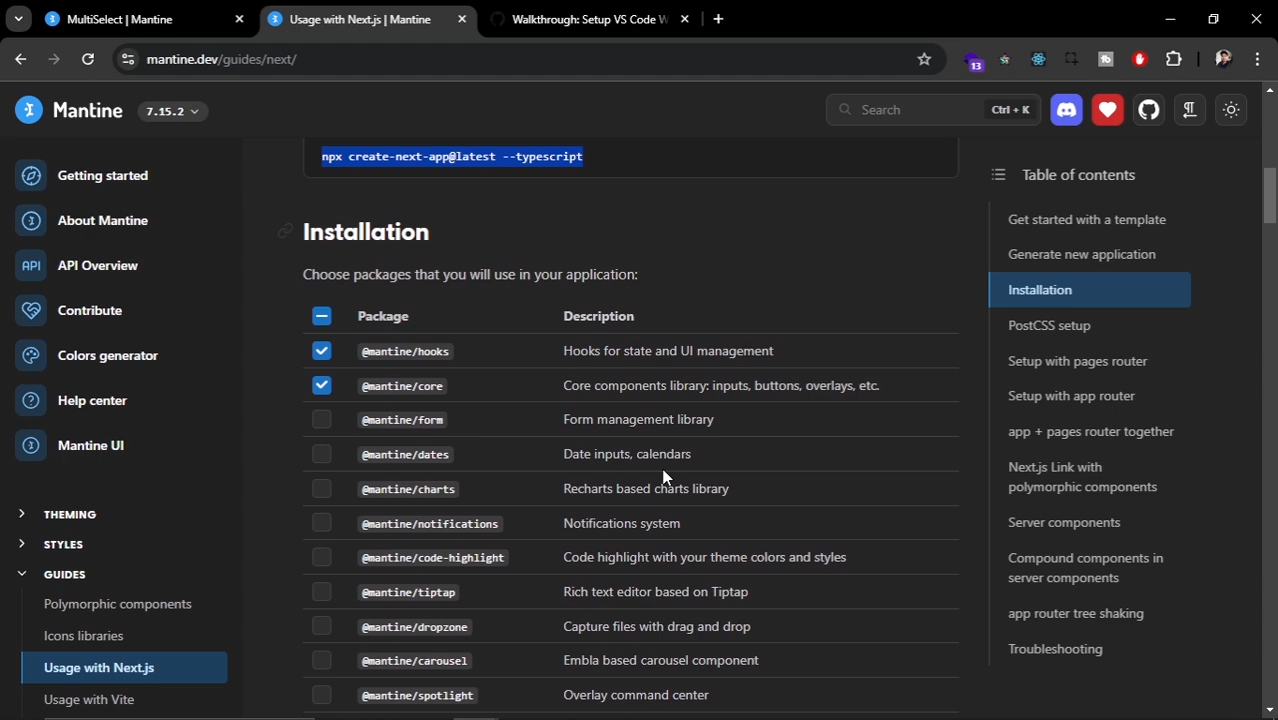 MultiSelect | Mantine
Usage with Next.js | Mantine
Walkthrough: Setup VS Code W
mantine.dev/guides/next/
13
Mantine
7.15.2
Search
Ctrl + K
npx create-next-app@latest --typescript
Getting started
About Mantine
API
API Overview
Contribute
Colors generator
Help center
Mantine UI
THEMING
STYLES
GUIDES
Polymorphic components
Icons libraries
Usage with Next.js
Usage with Vite
Installation
Choose packages that you will use in your application:
Package Description
@mantine/hooks Hooks for state and UI management
@mantine/core Core components library: inputs, buttons, overlays, etc.
@mantine/form Form management library
@mantine/dates Date inputs, calendars
@mantine/charts Recharts based charts library
@mantine/notifications Notifications system
@mantine/code-highlight Code highlight with your theme colors and styles
@mantine/tiptap Rich text editor based on Tiptap
@mantine/dropzone Capture files with drag and drop
@mantine/carousel Embla based carousel component
@mantine/spotlight Overlay command center
Table of contents
Get started with a template
Generate new application
Installation
PostCSS setup
Setup with pages router
Setup with app router
app + pages router together
Next.js Link with
polymorphic components
Server components
Compound components in
server components
app router tree shaking
Troubleshooting